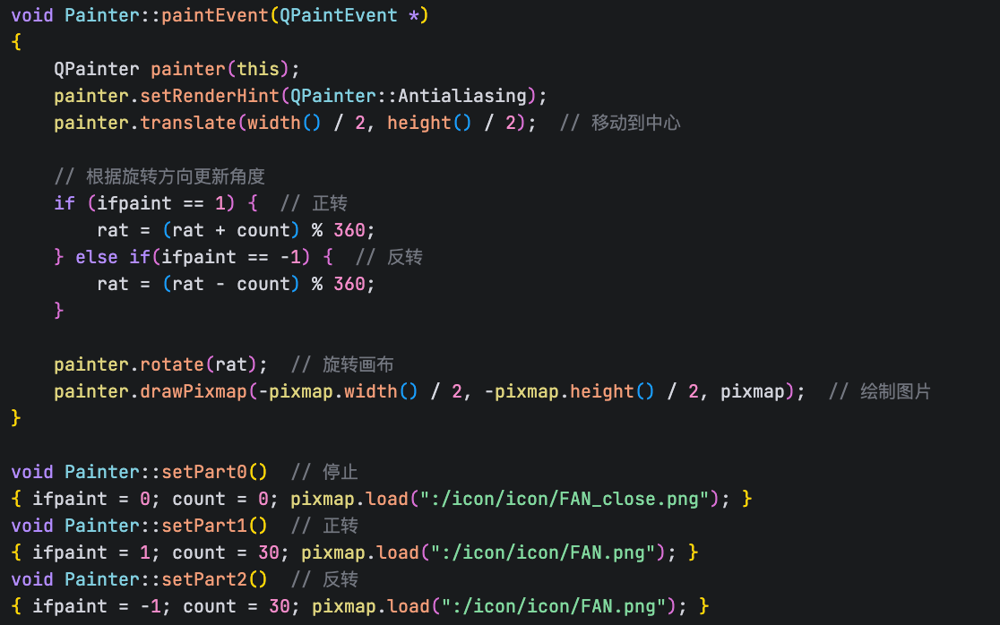 void Painter::paintEvent(QPaintEvent *)
{
    QPainter painter(this);
    painter.setRenderHint(QPainter::Antialiasing);
    painter.translate(width() / 2, height() / 2);  // 移动到中心

    // 根据旋转方向更新角度
    if (ifpaint == 1) {  // 正转
        rat = (rat + count) % 360;
    } else if(ifpaint == -1) {  // 反转
        rat = (rat - count) % 360;
    }

    painter.rotate(rat);  // 旋转画布
    painter.drawPixmap(-pixmap.width() / 2, -pixmap.height() / 2, pixmap);  // 绘制图片
}

void Painter::setPart0()  // 停止
{ ifpaint = 0; count = 0; pixmap.load(":/icon/icon/FAN_close.png"); }
void Painter::setPart1()  // 正转
{ ifpaint = 1; count = 30; pixmap.load(":/icon/icon/FAN.png"); }
void Painter::setPart2()  // 反转
{ ifpaint = -1; count = 30; pixmap.load(":/icon/icon/FAN.png"); }